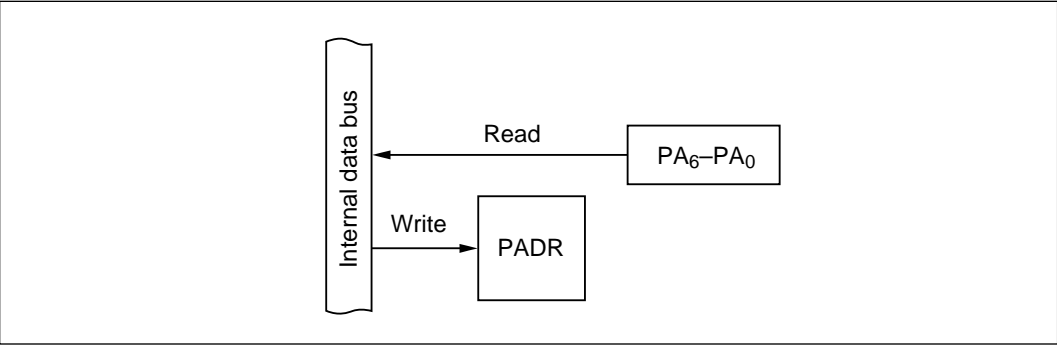 Internal data bus
Read
PA₆–PA₀
Write
PADR